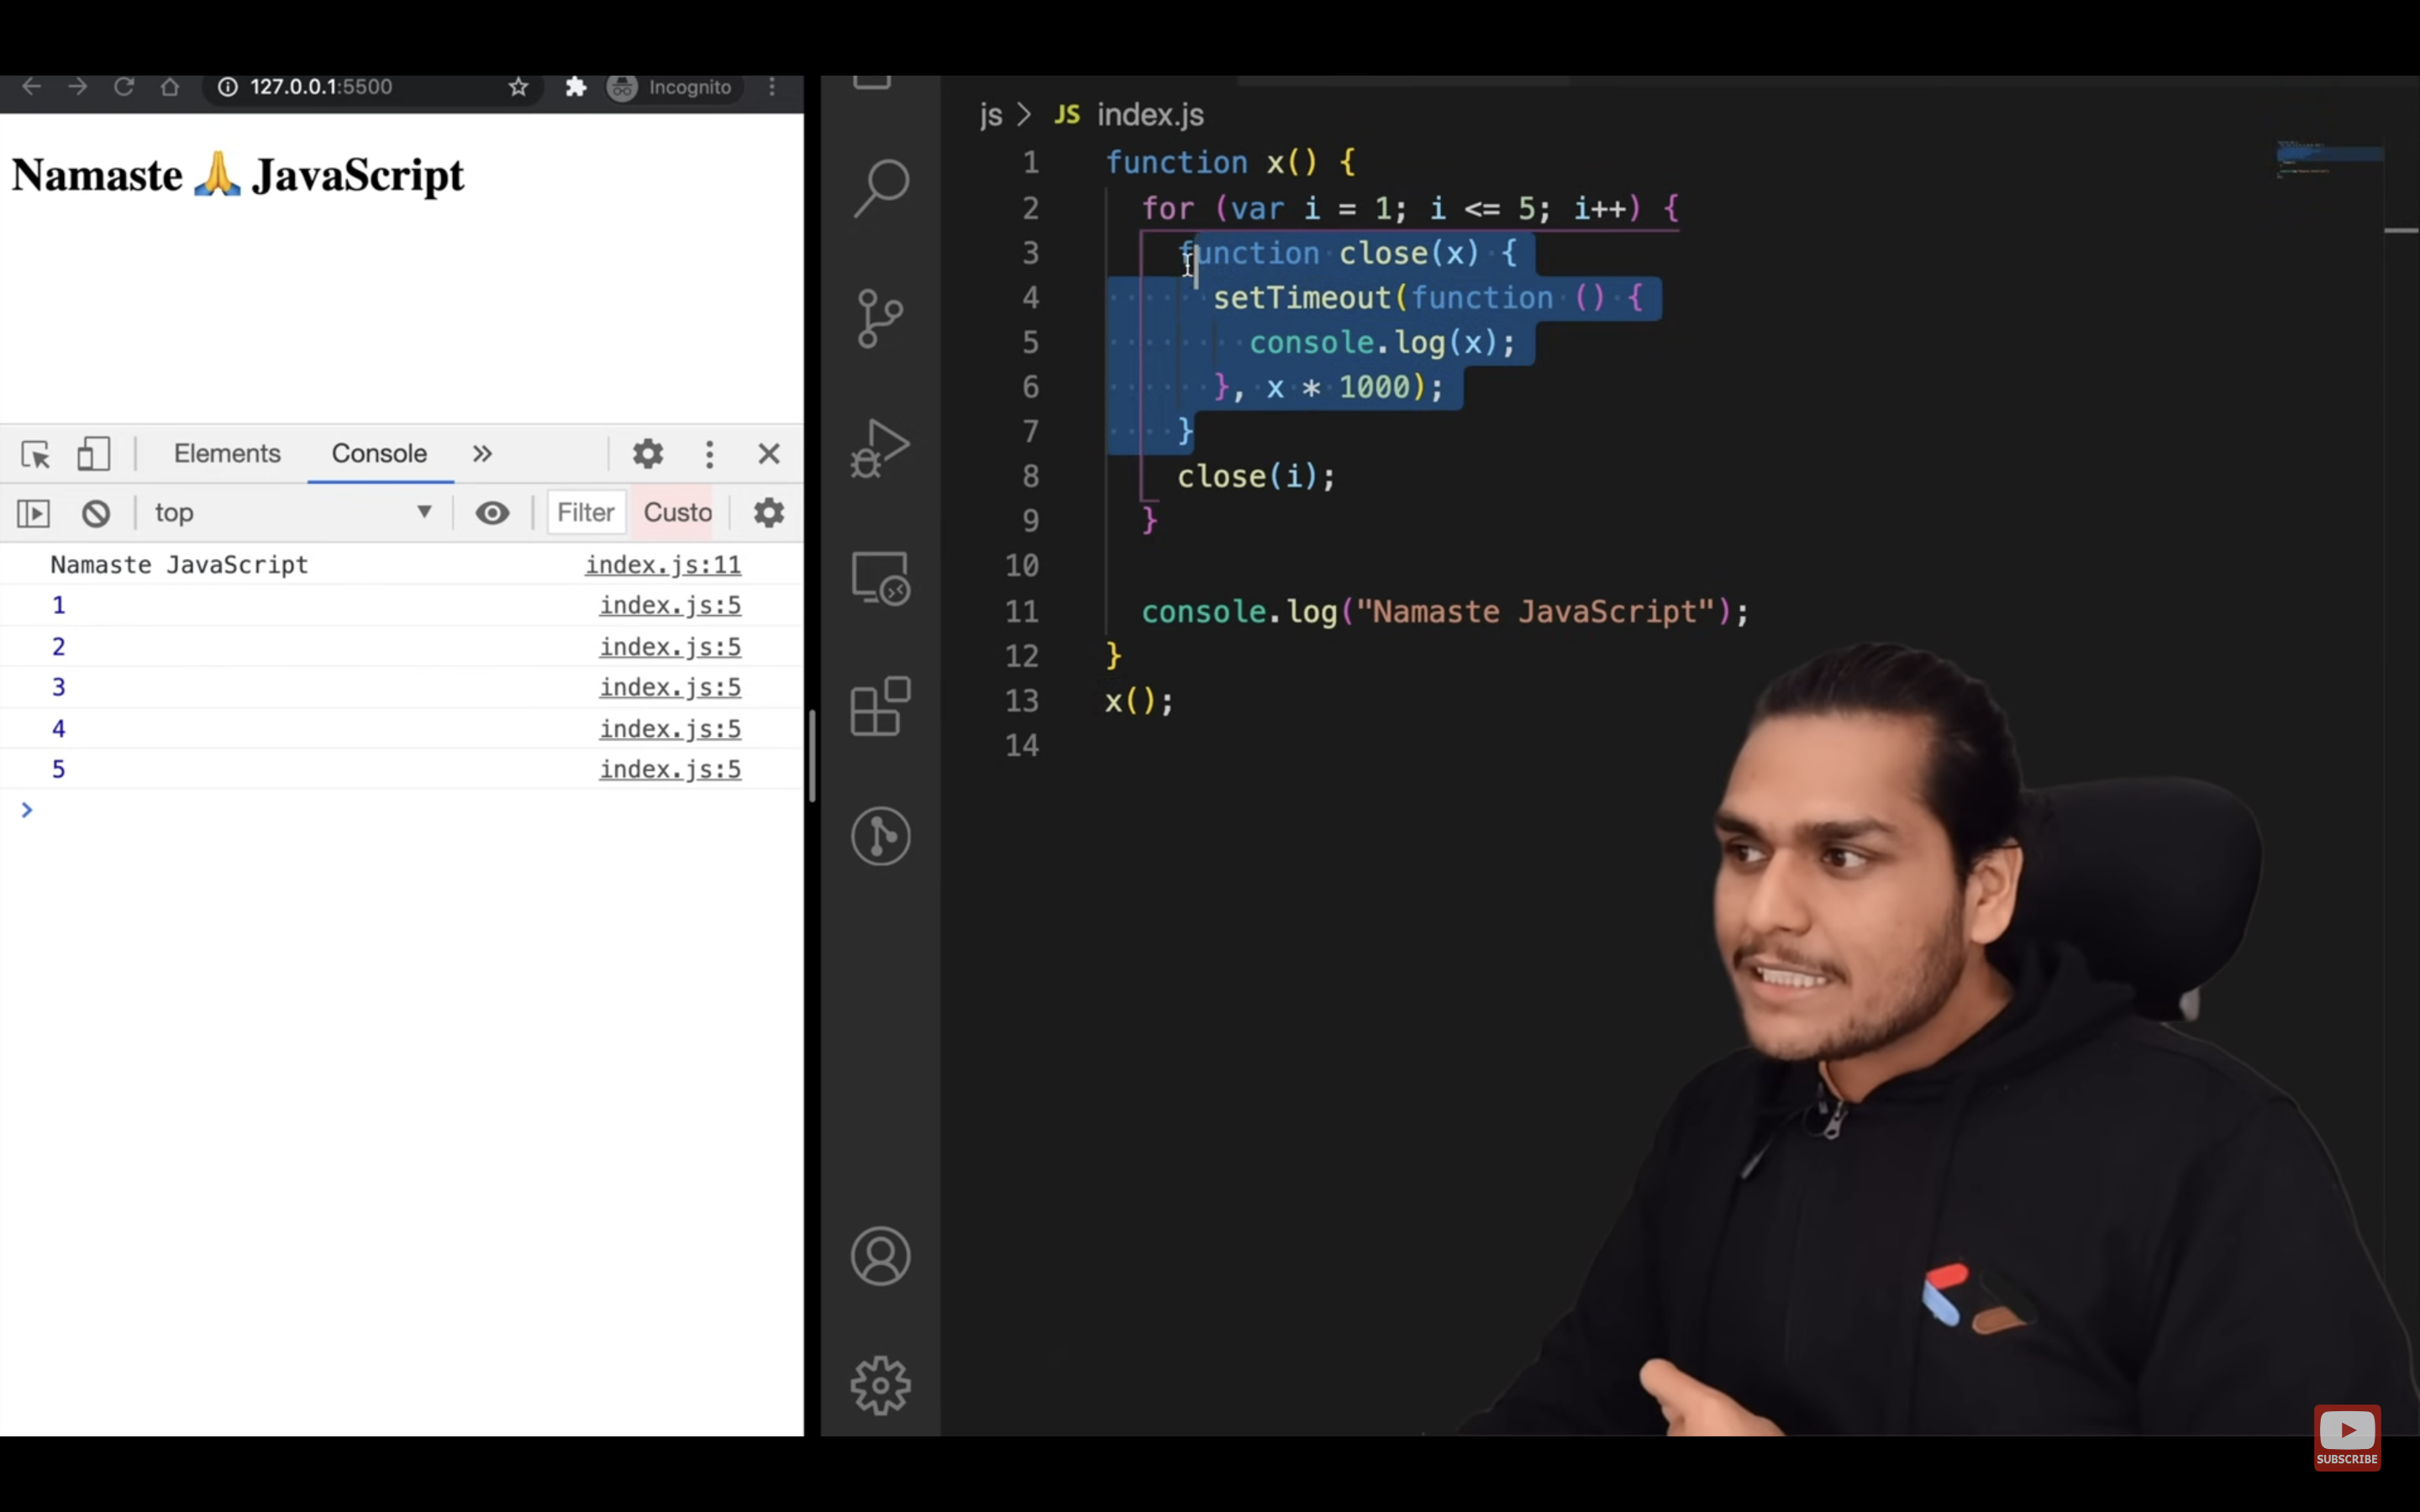 127.0.0.1:5500
Incognito
Namaste 🙏 JavaScript
Elements
Console
top
Filter
Custo
Namaste JavaScript index.js:11
1 index.js:5
2 index.js:5
3 index.js:5
4 index.js:5
5 index.js:5
js > JS index.js
1 function x() {
2 for (var i = 1; i <= 5; i++) {
3 function close(x) {
4 setTimeout(function () {
5 console.log(x);
6 }, x * 1000);
7 }
8 close(i);
9 }
10
11 console.log("Namaste JavaScript");
12 }
13 x();
14
SUBSCRIBE